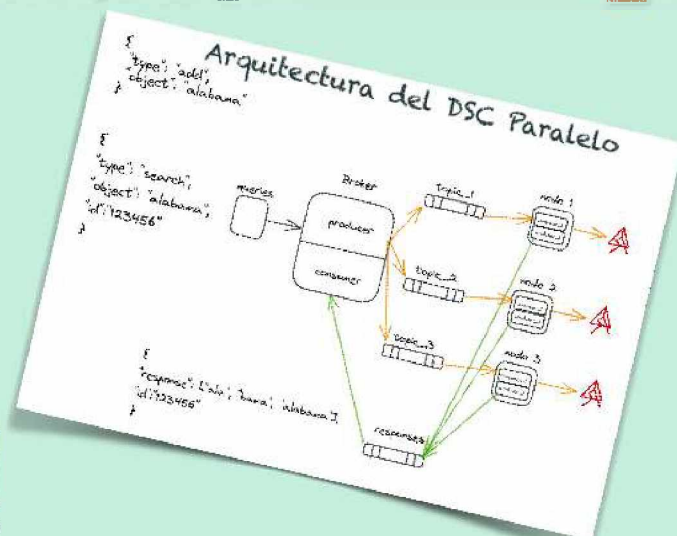 Arquitectura del DSC Paralelo
{
"type": "add",
"object": "alabama"
}
{
"type": "search",
"object": "alabama",
"id": "123456"
}
queries
Broker
producer
consumer
topic_1
topic_2
topic_3
nodo 1
nodo 2
nodo 3
{
"response": ["ala", "bama", "alabama"],
"id": "123456"
}
responses